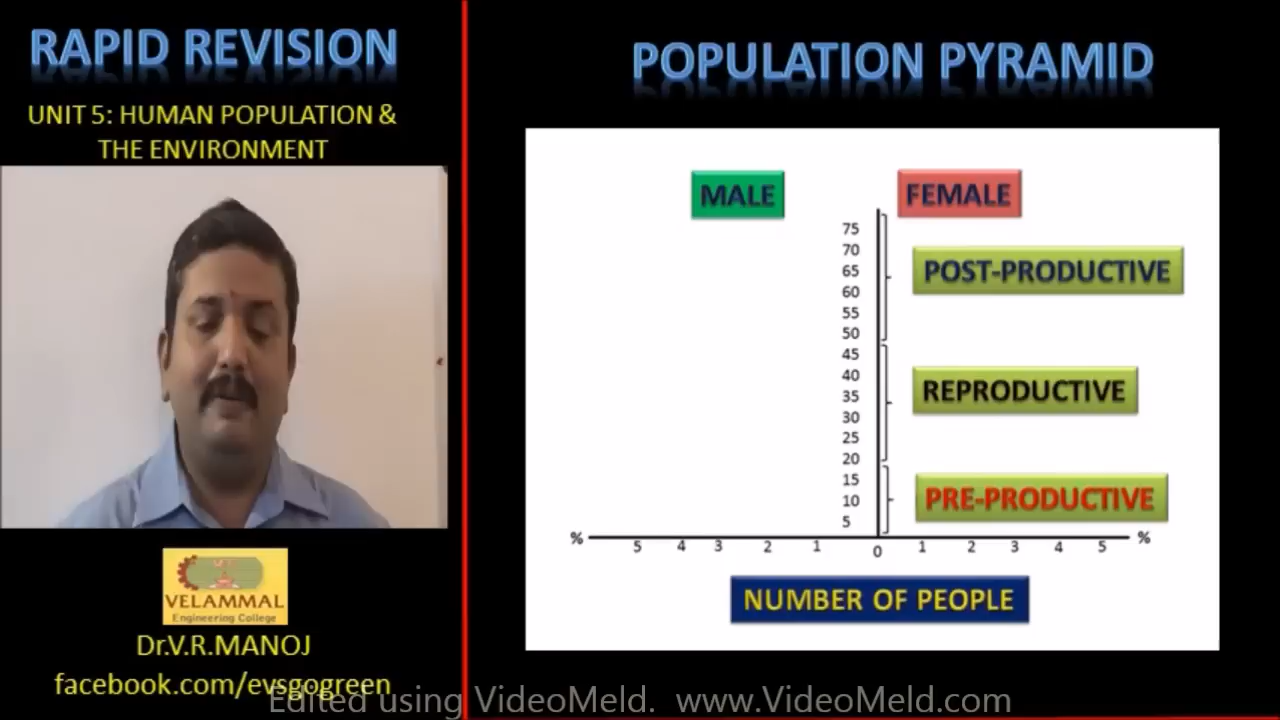 RAPID REVISION
UNIT 5: HUMAN POPULATION &
THE ENVIRONMENT
VELAMMAL
Engineering College
Dr.V.R.MANOJ
facebook.com/evsgogreen
POPULATION PYRAMID
MALE
FEMALE
75
70
65
60
55
50
45
40
35
30
25
20
15
10
5
POST-PRODUCTIVE
REPRODUCTIVE
PRE-PRODUCTIVE
% 5 4 3 2 1 0 1 2 3 4 5 %
NUMBER OF PEOPLE
Edited using VideoMeld. www.VideoMeld.com